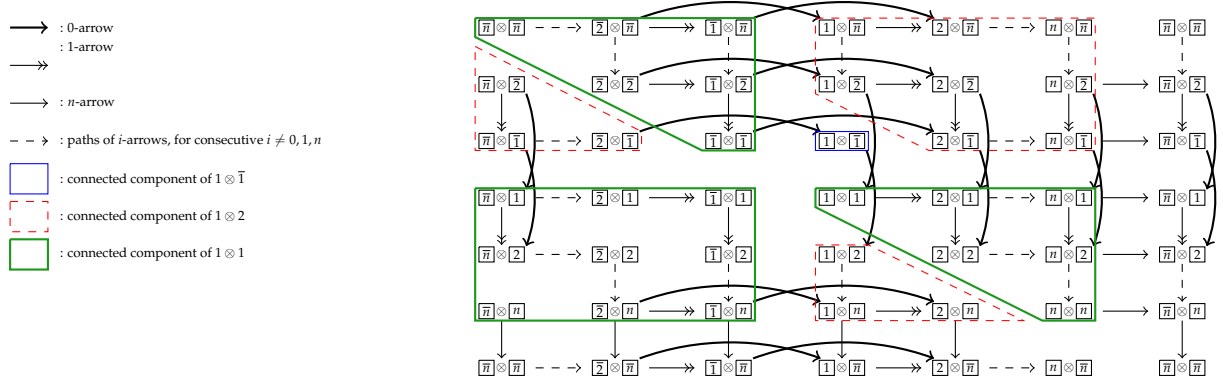 : 0-arrow
: 1-arrow
: n-arrow
: paths of i-arrows, for consecutive i ≠ 0, 1, n
: connected component of 1 ⊗ 1̅
: connected component of 1 ⊗ 2
: connected component of 1 ⊗ 1
n̅ ⊗ n̅ 2̅ ⊗ n̅ 1̅ ⊗ n̅ 1 ⊗ n̅ 2 ⊗ n̅ n ⊗ n̅ n̅ ⊗ n̅
n̅ ⊗ 2̅ 2̅ ⊗ 2̅ 1̅ ⊗ 2̅ 1 ⊗ 2̅ 2 ⊗ 2̅ n ⊗ 2̅ n̅ ⊗ 2̅
n̅ ⊗ 1̅ 2̅ ⊗ 1̅ 1̅ ⊗ 1̅ 1 ⊗ 1̅ 2 ⊗ 1̅ n ⊗ 1̅ n̅ ⊗ 1̅
n̅ ⊗ 1 2̅ ⊗ 1 1̅ ⊗ 1 1 ⊗ 1 2 ⊗ 1 n ⊗ 1 n̅ ⊗ 1
n̅ ⊗ 2 2̅ ⊗ 2 1̅ ⊗ 2 1 ⊗ 2 2 ⊗ 2 n ⊗ 2 n̅ ⊗ 2
n̅ ⊗ n 2̅ ⊗ n 1̅ ⊗ n 1 ⊗ n 2 ⊗ n n ⊗ n n̅ ⊗ n
n̅ ⊗ n̅ 2̅ ⊗ n̅ 1̅ ⊗ n̅ 1 ⊗ n̅ 2 ⊗ n̅ n ⊗ n̅ n̅ ⊗ n̅